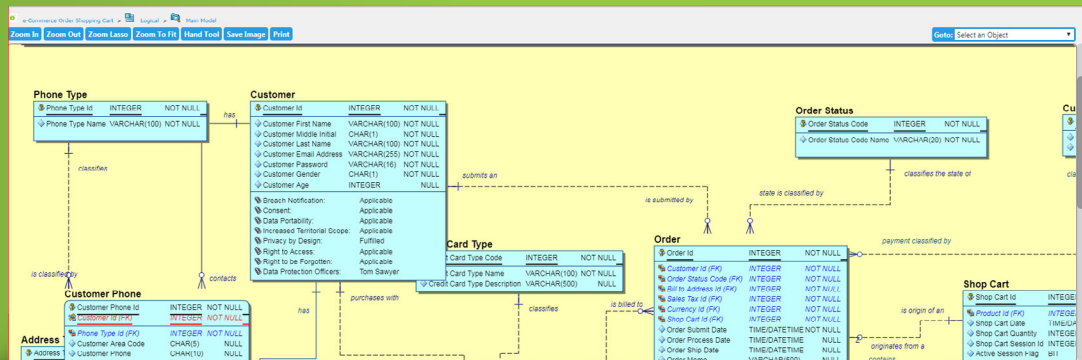 e-Commerce Order Shopping Cart > Logical > Main Model
Zoom In Zoom Out Zoom Lasso Zoom To Fit Hand Tool Save Image Print Goto: Select an Object
Phone Type
Phone Type Id INTEGER NOT NULL
Phone Type Name VARCHAR(100) NOT NULL
has
classifies
is classified by
contacts
Customer
Customer Id INTEGER NOT NULL
Customer First Name VARCHAR(100) NOT NULL
Customer Middle Initial CHAR(1) NOT NULL
Customer Last Name VARCHAR(100) NOT NULL
Customer Email Address VARCHAR(255) NOT NULL
Customer Password VARCHAR(16) NOT NULL
Customer Gender CHAR(1) NOT NULL
Customer Age INTEGER NULL
Breach Notification: Applicable
Consent: Applicable
Data Portability: Applicable
Increased Territorial Scope: Applicable
Privacy by Design: Fulfilled
Right to Access: Applicable
Right to be Forgotten: Applicable
Data Protection Officers: Tom Sawyer
submits an
is submitted by
Order Status
Order Status Code INTEGER NOT NULL
Order Status Code Name VARCHAR(20) NOT NULL
classifies the state of
state is classified by
Cu
cla
Card Type
Card Type Code INTEGER NOT NULL
Card Type Name VARCHAR(100) NOT NULL
Credit Card Type Description VARCHAR(500) NULL
has
purchases with
classifies
is billed to
Order
Order Id INTEGER NOT NULL
Customer Id (FK) INTEGER NOT NULL
Order Status Code (FK) INTEGER NOT NULL
Bill to Address Id (FK) INTEGER NOT NULL
Sales Tax Id (FK) INTEGER NOT NULL
Currency Id (FK) INTEGER NOT NULL
Shop Cart Id (FK) INTEGER NOT NULL
Order Submit Date TIME/DATETIME NOT NULL
Order Process Date TIME/DATETIME NULL
Order Ship Date TIME/DATETIME NULL
payment classified by
is origin of an
originates from a
Shop Cart
Shop Cart Id INTEGE
Product Id (FK) INTEGE
Shop Cart Date TIME/DA
Shop Cart Quantity INTEGE
Shop Cart Session Id INTEGE
Active Session Flag BIT
Customer Phone
Customer Phone Id INTEGER NOT NULL
Customer Id (FK) INTEGER NOT NULL
Phone Type Id (FK) INTEGER NOT NULL
Customer Area Code CHAR(5) NULL
Customer Phone CHAR(10) NULL
Address
Address